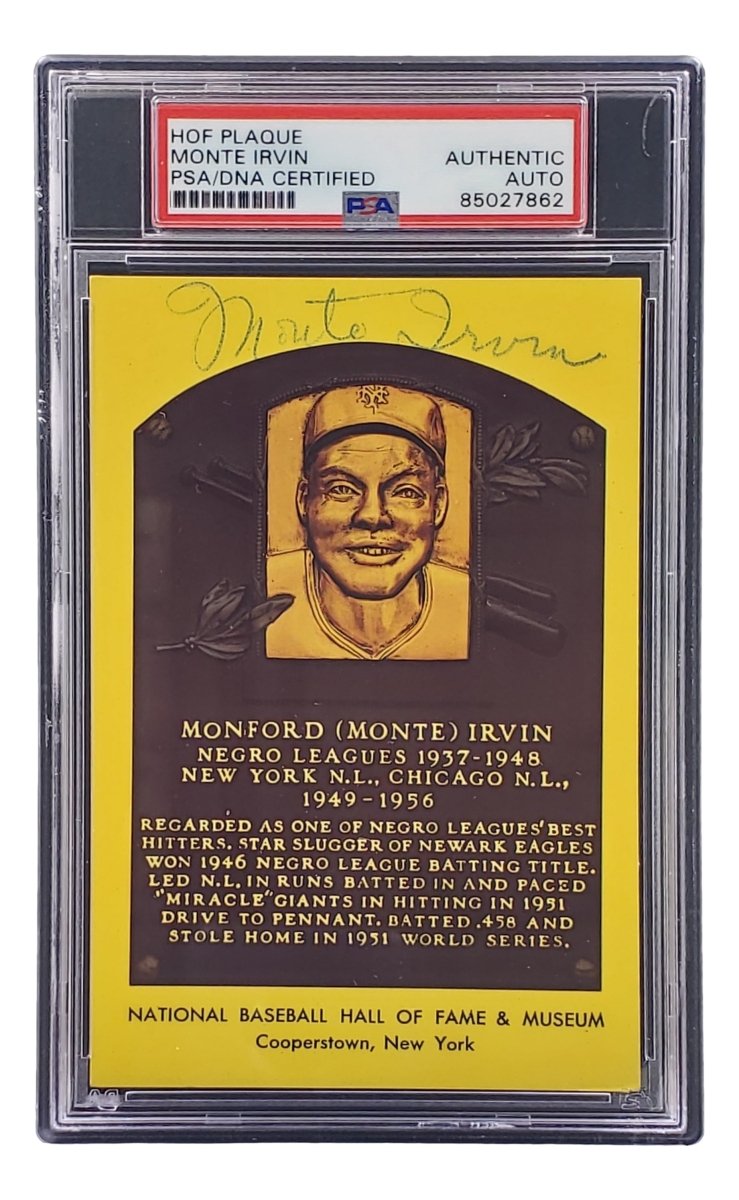 HOF PLAQUE
MONTE IRVIN
PSA/DNA CERTIFIED
AUTHENTIC
AUTO
85027862
PSA
Monte Irvin
NY
MONFORD (MONTE) IRVIN
NEGRO LEAGUES 1937-1948
NEW YORK N.L., CHICAGO N.L.,
1949-1956
REGARDED AS ONE OF NEGRO LEAGUES' BEST
HITTERS. STAR SLUGGER OF NEWARK EAGLES
WON 1946 NEGRO LEAGUE BATTING TITLE.
LED N.L. IN RUNS BATTED IN AND PACED
"MIRACLE" GIANTS IN HITTING IN 1951
DRIVE TO PENNANT. BATTED .458 AND
STOLE HOME IN 1951 WORLD SERIES.
NATIONAL BASEBALL HALL OF FAME & MUSEUM
Cooperstown, New York